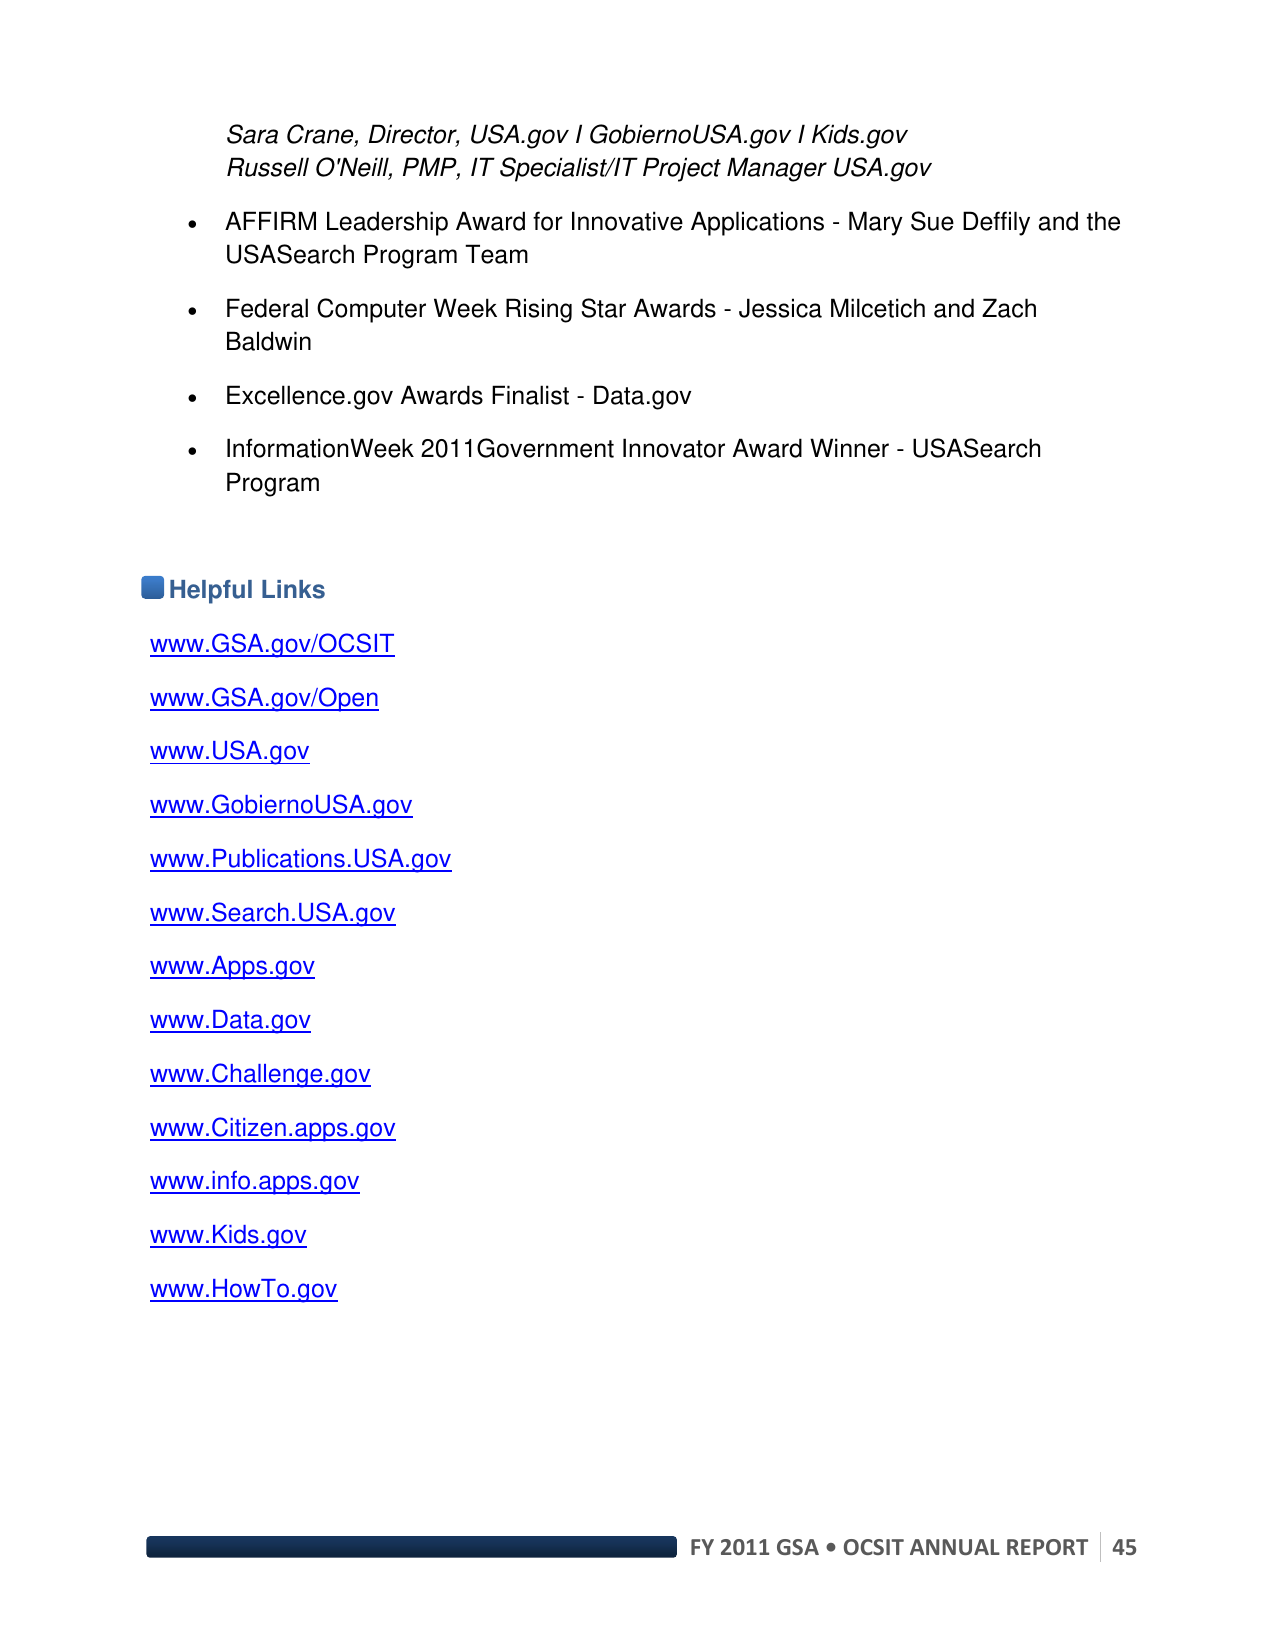 Sara Crane, Director, USA.gov I GobiernoUSA.gov I Kids.gov
Russell O'Neill, PMP, IT Specialist/IT Project Manager USA.gov
• AFFIRM Leadership Award for Innovative Applications - Mary Sue Deffily and the
USASearch Program Team
• Federal Computer Week Rising Star Awards - Jessica Milcetich and Zach
Baldwin
• Excellence.gov Awards Finalist - Data.gov
• InformationWeek 2011Government Innovator Award Winner - USASearch
Program
Helpful Links
www.GSA.gov/OCSIT
www.GSA.gov/Open
www.USA.gov
www.GobiernoUSA.gov
www.Publications.USA.gov
www.Search.USA.gov
www.Apps.gov
www.Data.gov
www.Challenge.gov
www.Citizen.apps.gov
www.info.apps.gov
www.Kids.gov
www.HowTo.gov
FY 2011 GSA • OCSIT ANNUAL REPORT 45